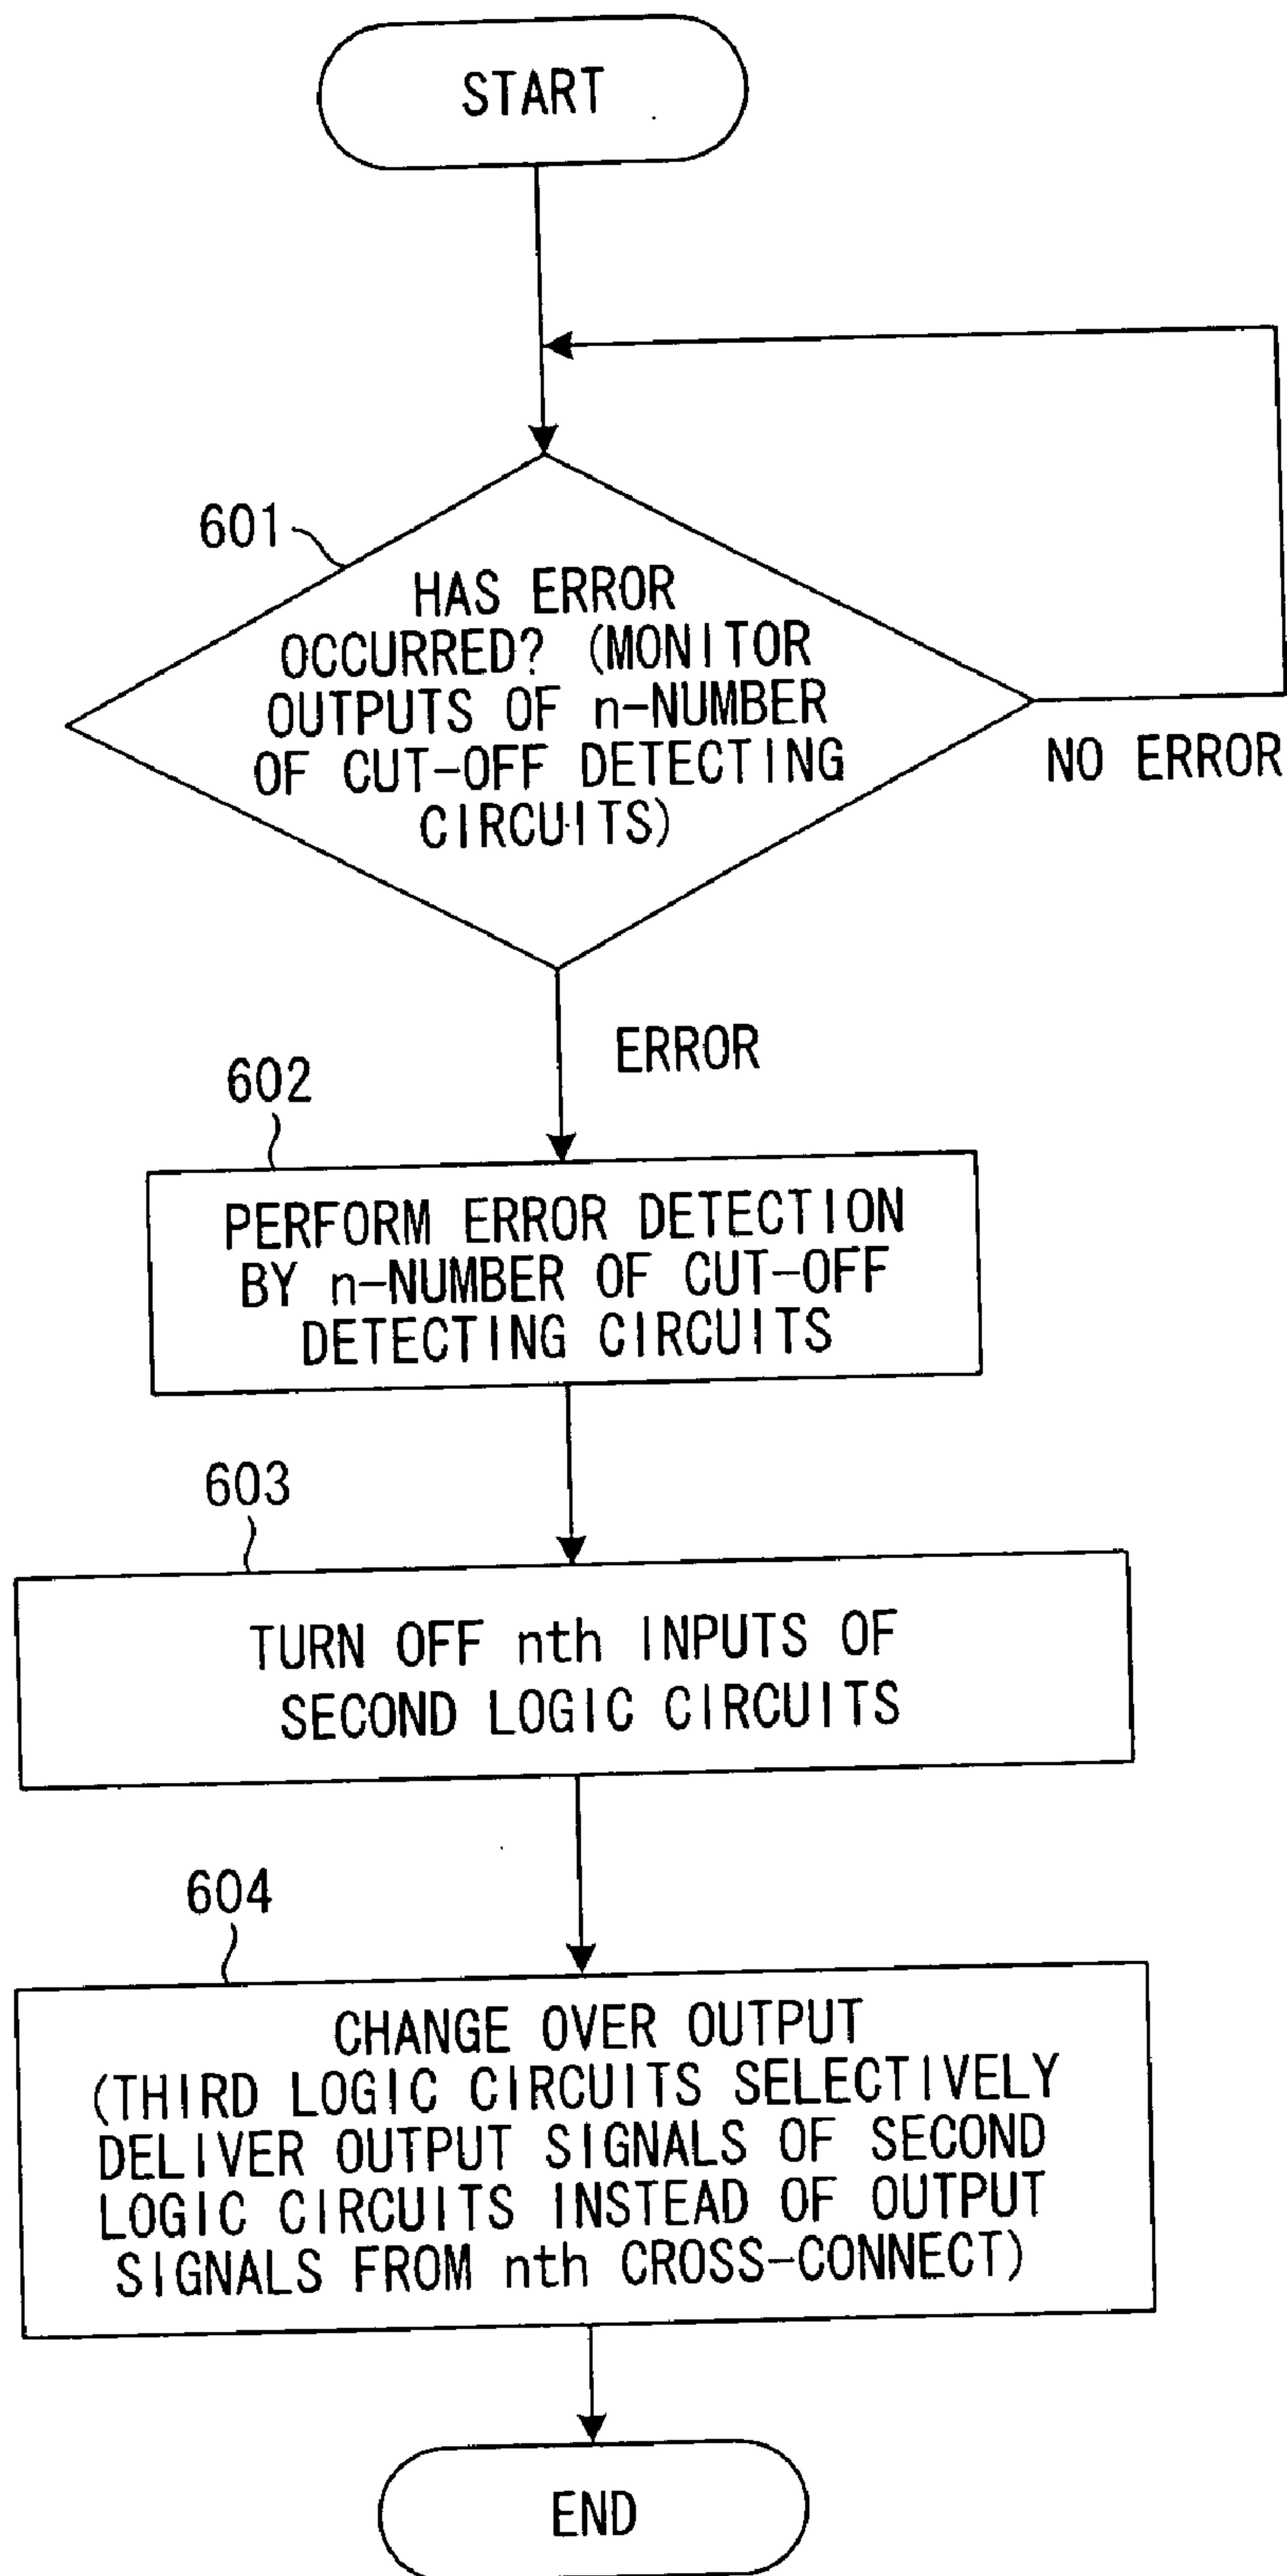 START
601
HAS ERROR
OCCURRED? (MONITOR
OUTPUTS OF n-NUMBER
OF CUT-OFF DETECTING
CIRCUITS)
NO ERROR
ERROR
602
PERFORM ERROR DETECTION
BY n-NUMBER OF CUT-OFF
DETECTING CIRCUITS
603
TURN OFF nth INPUTS OF
SECOND LOGIC CIRCUITS
604
CHANGE OVER OUTPUT
(THIRD LOGIC CIRCUITS SELECTIVELY
DELIVER OUTPUT SIGNALS OF SECOND
LOGIC CIRCUITS INSTEAD OF OUTPUT
SIGNALS FROM nth CROSS-CONNECT)
END